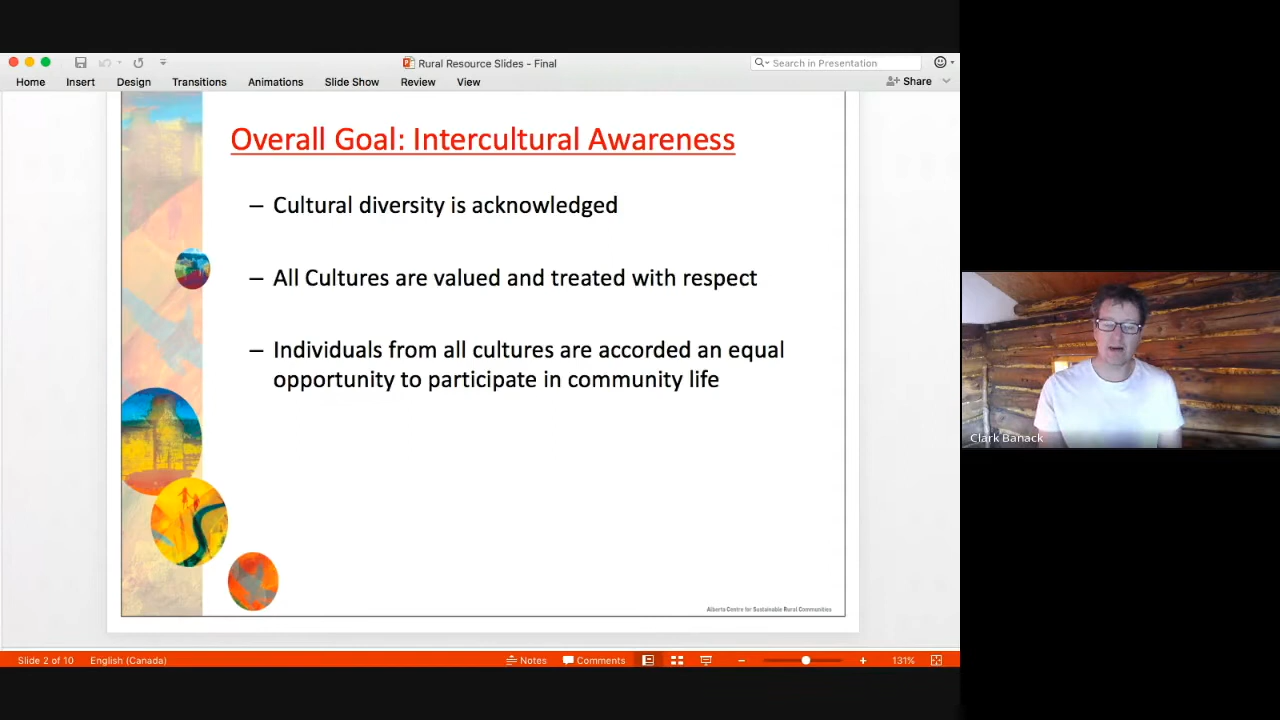 Rural Resource Slides - Final
Search in Presentation
Home Insert Design Transitions Animations Slide Show Review View
Share
Overall Goal: Intercultural Awareness
– Cultural diversity is acknowledged
– All Cultures are valued and treated with respect
– Individuals from all cultures are accorded an equal
opportunity to participate in community life
Clark Banack
Alberta Centre for Sustainable Rural Communities
Slide 2 of 10 English (Canada) Notes Comments 131%